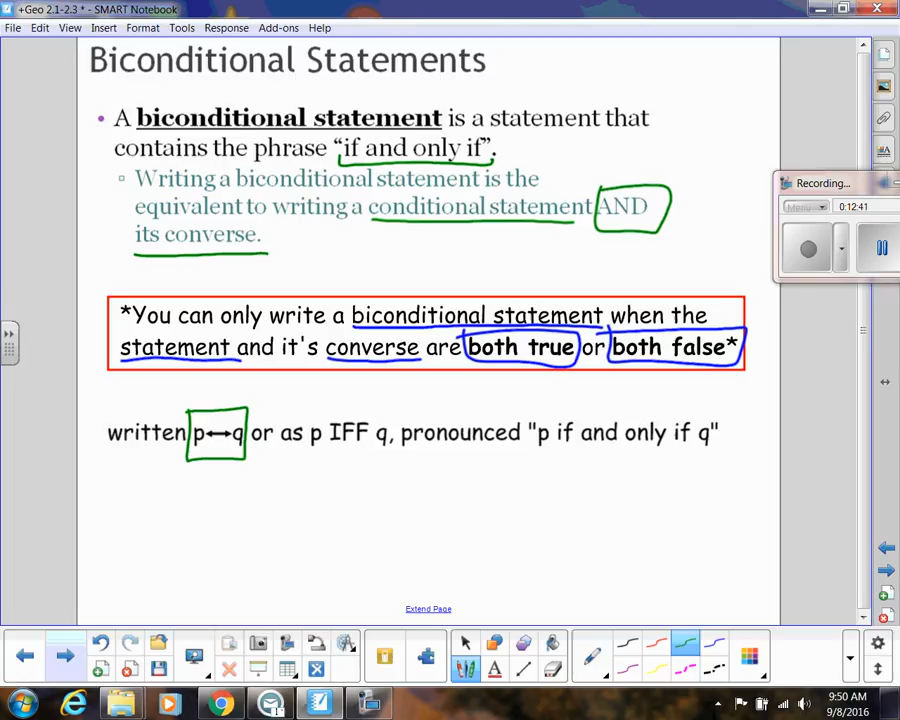 +Geo 2.1-2.3 * - SMART Notebook
File Edit View Insert Format Tools Response Add-ons Help
Biconditional Statements
• A biconditional statement is a statement that
contains the phrase “if and only if”.
▫ Writing a biconditional statement is the
equivalent to writing a conditional statement AND
its converse.
Recording...
Menu
0:12:41
*You can only write a biconditional statement when the
statement and it's converse are both true or both false*
written p↔q or as p IFF q, pronounced "p if and only if q"
Extend Page
9:50 AM
9/8/2016